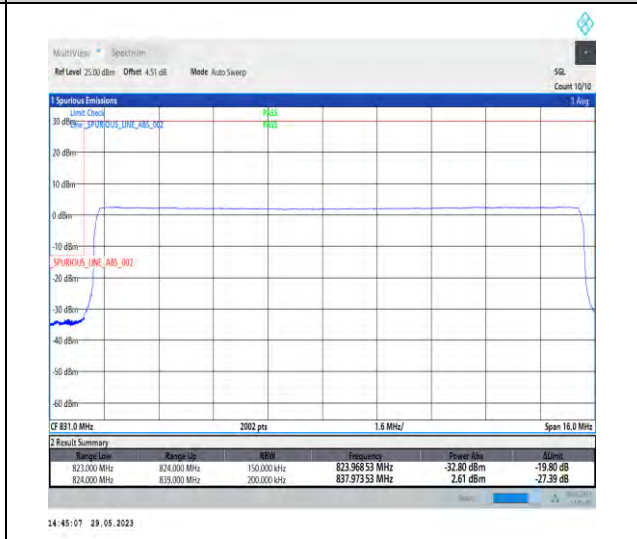 MultiView Spectrum
Ref Level 25.00 dBm Offset 4.51 dB Mode Auto Sweep SGL
Count 10/10
1 Spurious Emissions 1 Avg
Limit Check PASS
30 dBm Line _SPURIOUS_LINE_ABS_002 PASS
20 dBm
10 dBm
0 dBm
-10 dBm
_SPURIOUS_LINE_ABS_002
-20 dBm
-30 dBm
-40 dBm
-50 dBm
-60 dBm
CF 831.0 MHz 2002 pts 1.6 MHz/ Span 16.0 MHz
2 Result Summary
Range Low Range Up RBW Frequency Power Abs ΔLimit
823.000 MHz 824.000 MHz 150.000 kHz 823.96853 MHz -32.80 dBm -19.80 dB
824.000 MHz 839.000 MHz 200.000 kHz 837.97353 MHz 2.61 dBm -27.39 dB
14:45:07 29.05.2023